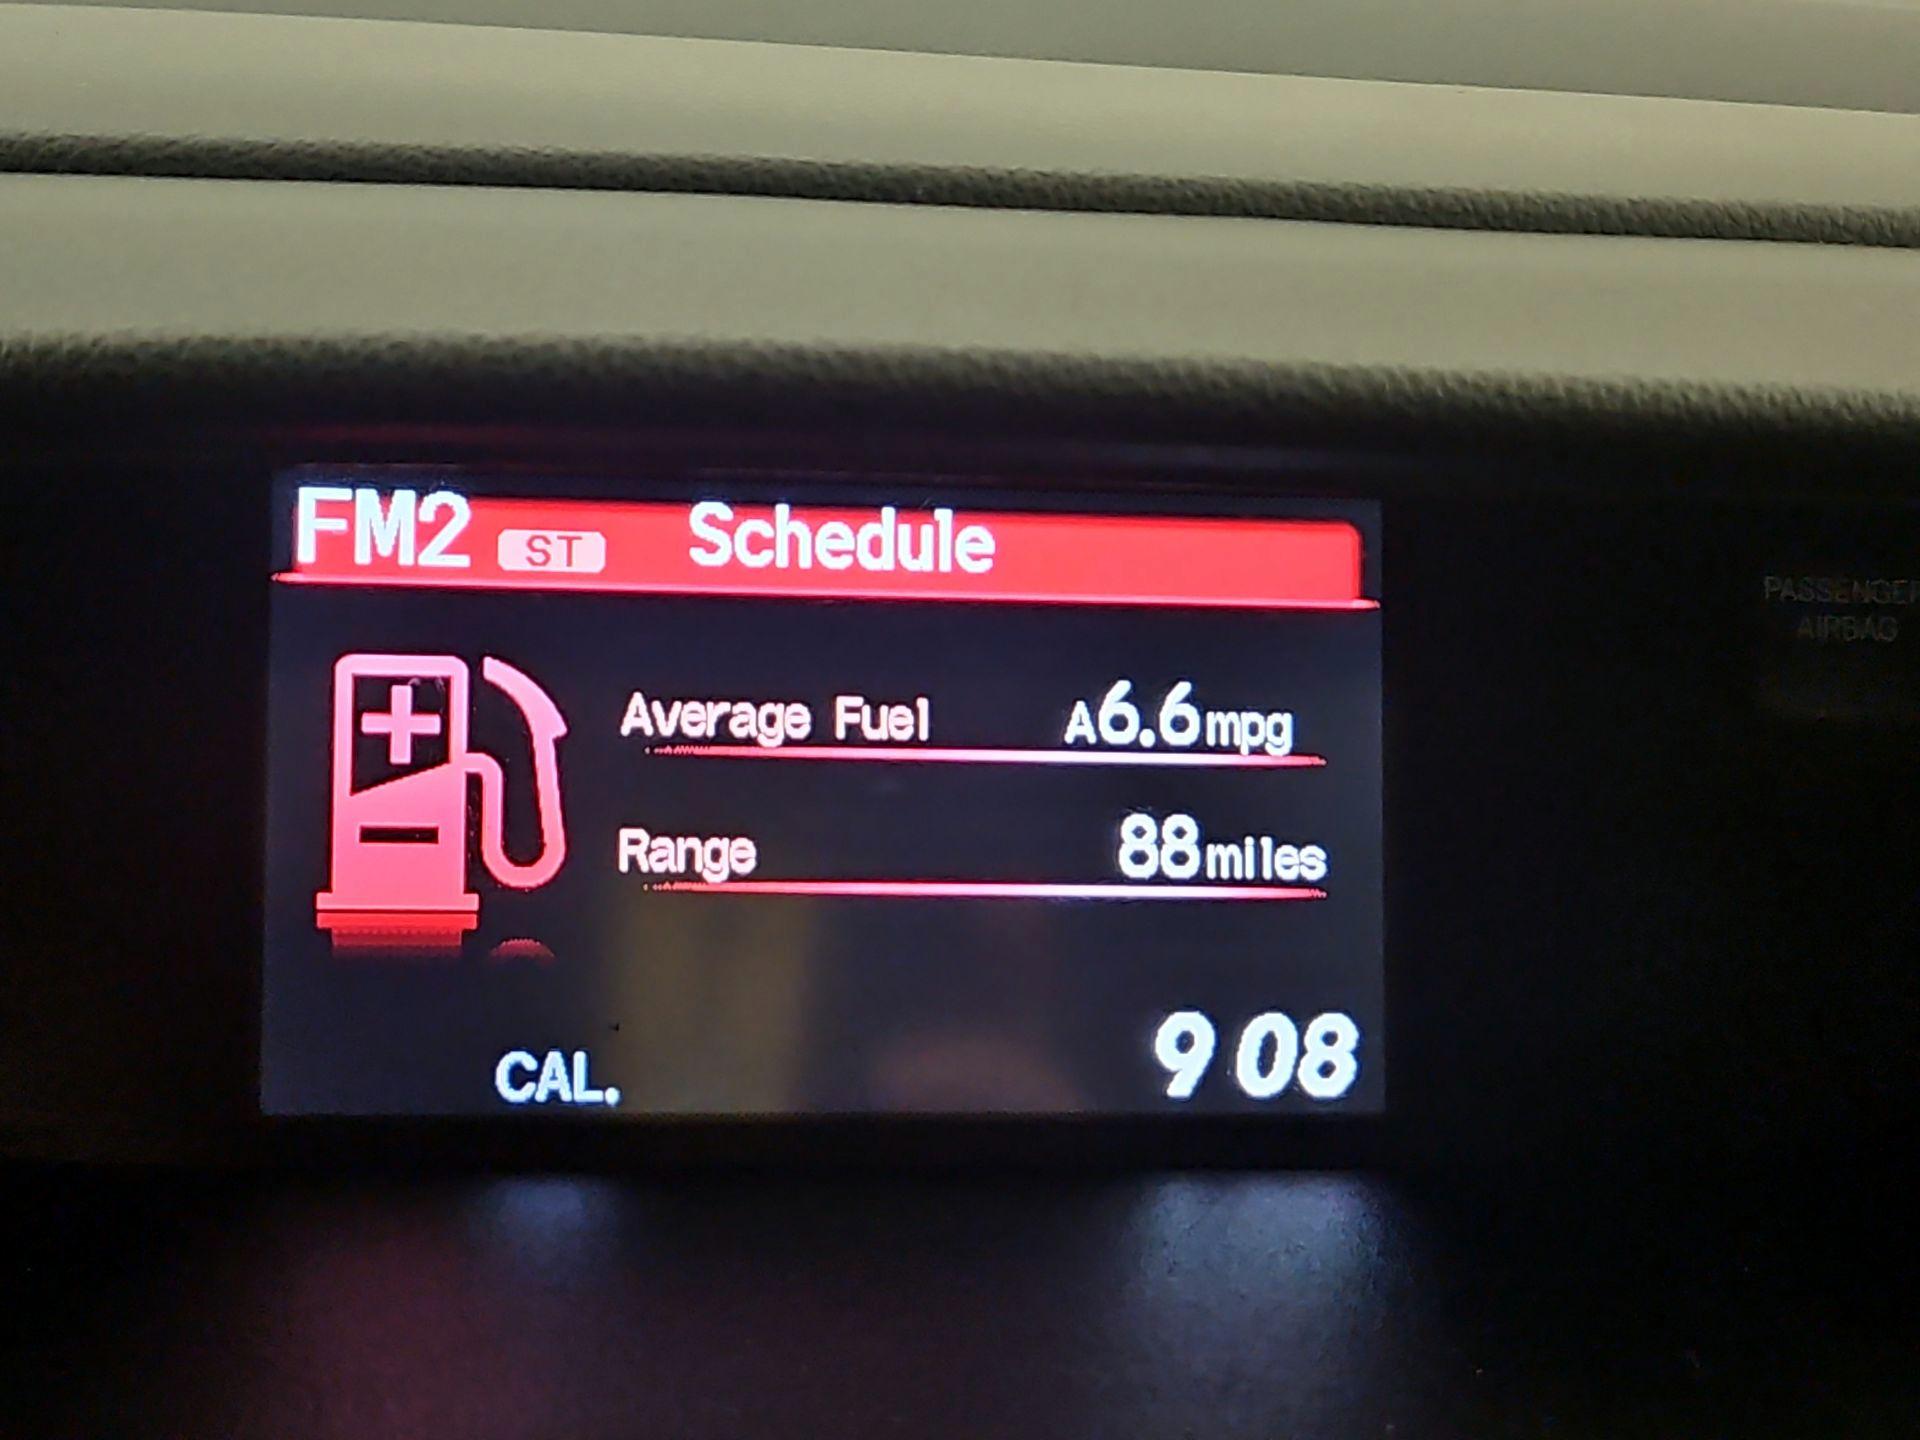 FM2 ST Schedule
PASSENGER
AIRBAG
Average Fuel A6.6mpg
Range 88miles
CAL. 9 08